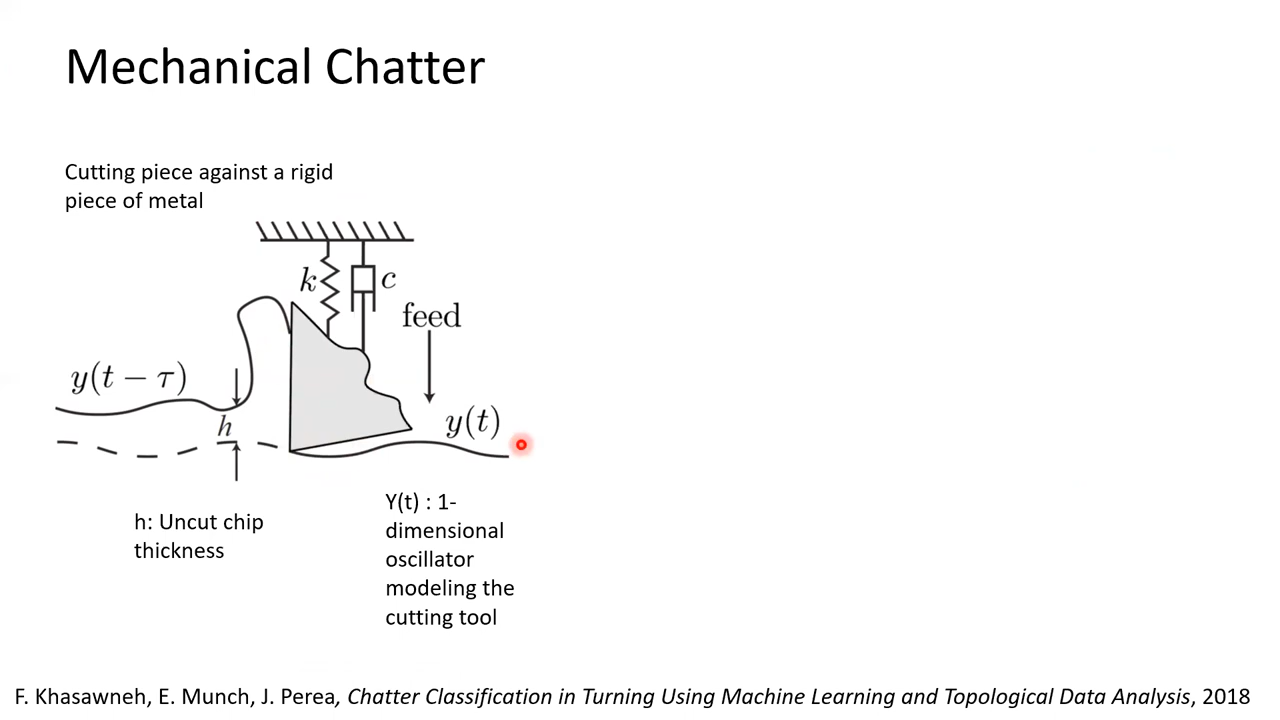 Mechanical Chatter
Cutting piece against a rigid
piece of metal
k
c
feed
y(t − τ)
h
y(t)
h: Uncut chip
thickness
Y(t) : 1-
dimensional
oscillator
modeling the
cutting tool
F. Khasawneh, E. Munch, J. Perea, Chatter Classification in Turning Using Machine Learning and Topological Data Analysis, 2018